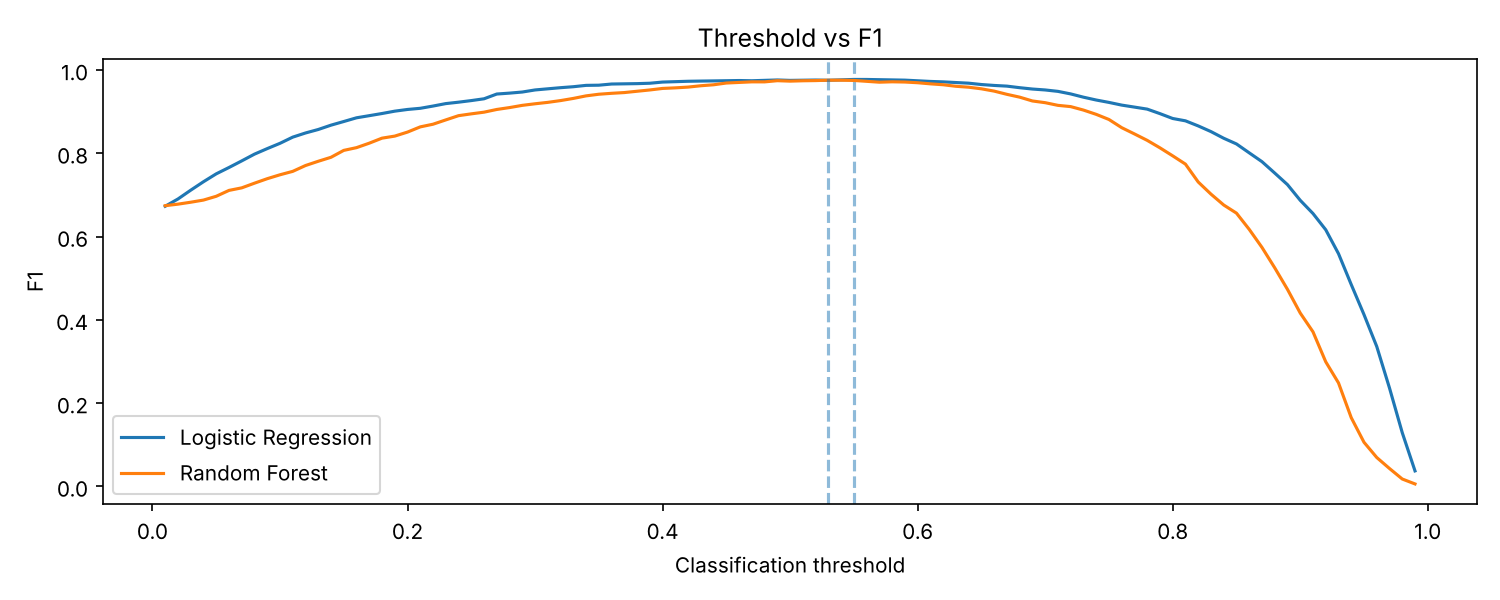 Threshold vs F1
F1
1.0
0.8
0.6
0.4
0.2
0.0
Logistic Regression
Random Forest
0.0 0.2 0.4 0.6 0.8 1.0
Classification threshold